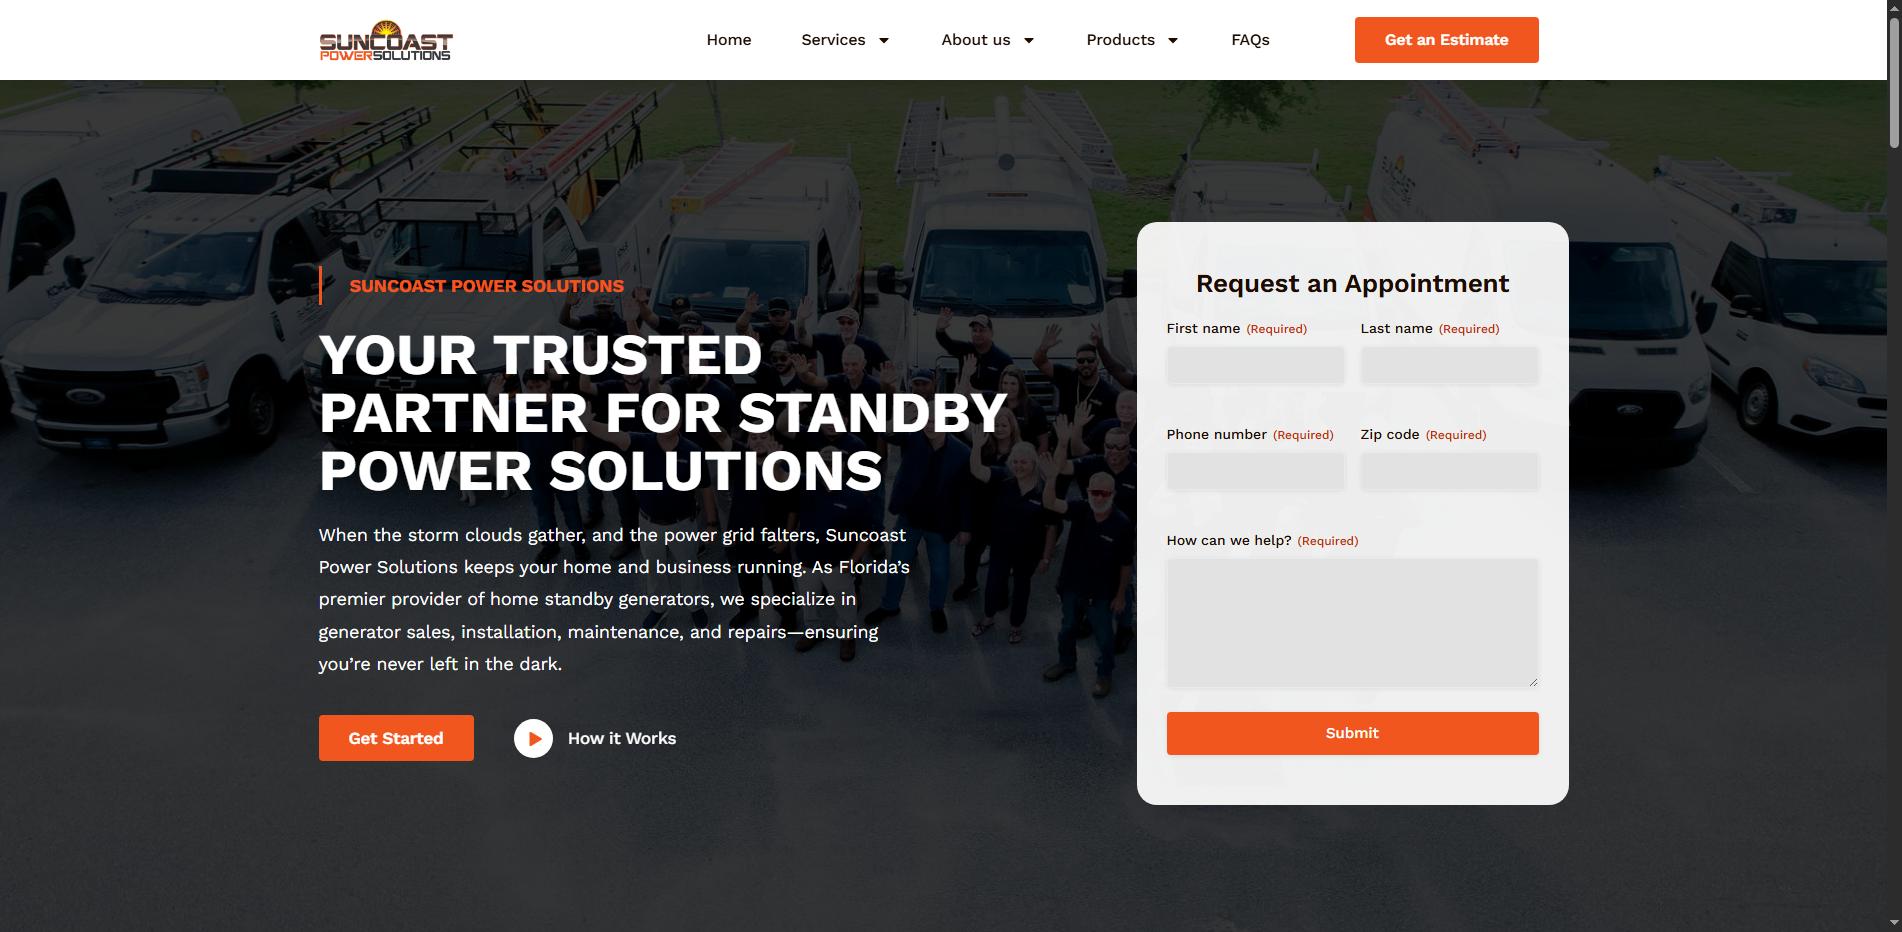 SUNCOAST
POWERSOLUTIONS
Home
Services
About us
Products
FAQs
Get an Estimate
SUNCOAST POWER SOLUTIONS
YOUR TRUSTED
PARTNER FOR STANDBY
POWER SOLUTIONS
When the storm clouds gather, and the power grid falters, Suncoast
Power Solutions keeps your home and business running. As Florida’s
premier provider of home standby generators, we specialize in
generator sales, installation, maintenance, and repairs—ensuring
you’re never left in the dark.
Get Started
How it Works
Request an Appointment
First name (Required)
Last name (Required)
Phone number (Required)
Zip code (Required)
How can we help? (Required)
Submit